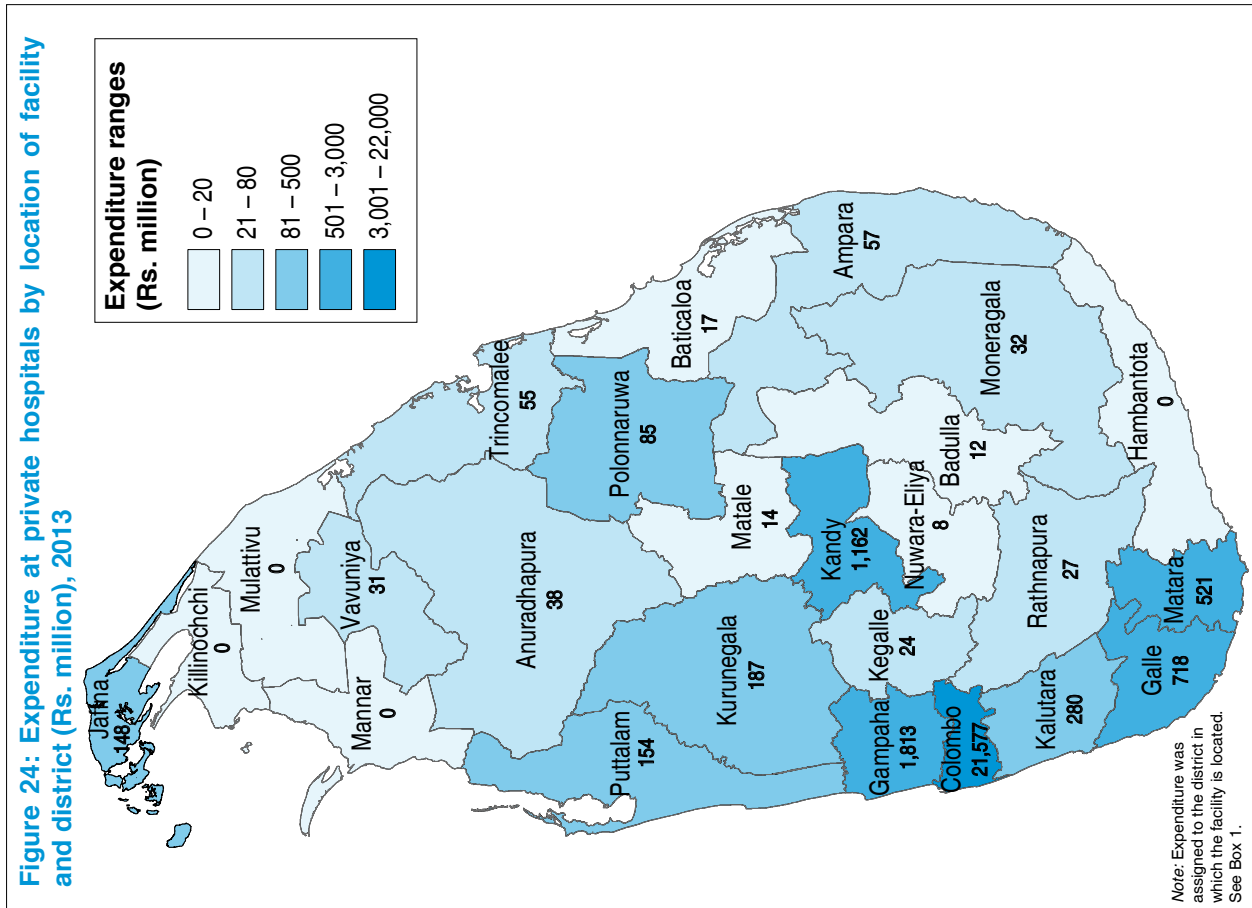 Figure 24: Expenditure at private hospitals by location of facility
and district (Rs. million), 2013
Expenditure ranges
(Rs. million)
0 – 20
21 – 80
81 – 500
501 – 3,000
3,001 – 22,000
Jaffna
148
Killinochchi
0
Mulattivu
0
Mannar
0
Vavuniya
31
Trincomalee
55
Anuradhapura
38
Polonnaruwa
85
Puttalam
154
Kurunegala
187
Matale
14
Baticaloa
17
Ampara
57
Kandy
1,162
Kegalle
24
Gampaha
1,813
Colombo
21,577
Nuwara-Eliya
8
Badulla
12
Moneragala
32
Rathnapura
27
Kalutara
280
Galle
718
Matara
521
Hambantota
0
Note: Expenditure was
assigned to the district in
which the facility is located.
See Box 1.